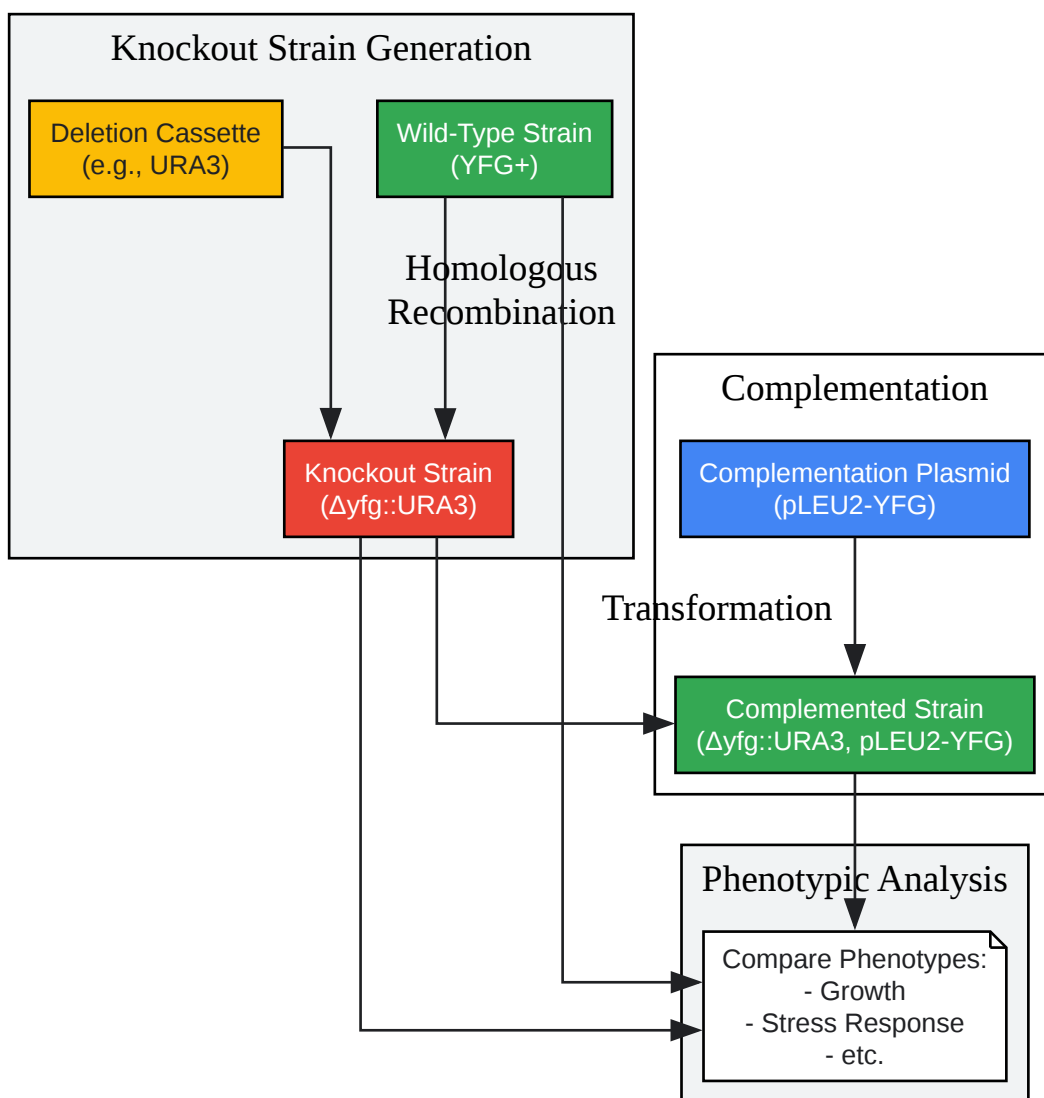 Knockout Strain Generation
Deletion Cassette
(e.g., URA3)
Wild-Type Strain
(YFG+)
Homologous
Recombination
Knockout Strain
(Δyfg::URA3)
Complementation
Complementation Plasmid
(pLEU2-YFG)
Transformation
Complemented Strain
(Δyfg::URA3, pLEU2-YFG)
Phenotypic Analysis
Compare Phenotypes:
- Growth
- Stress Response
- etc.